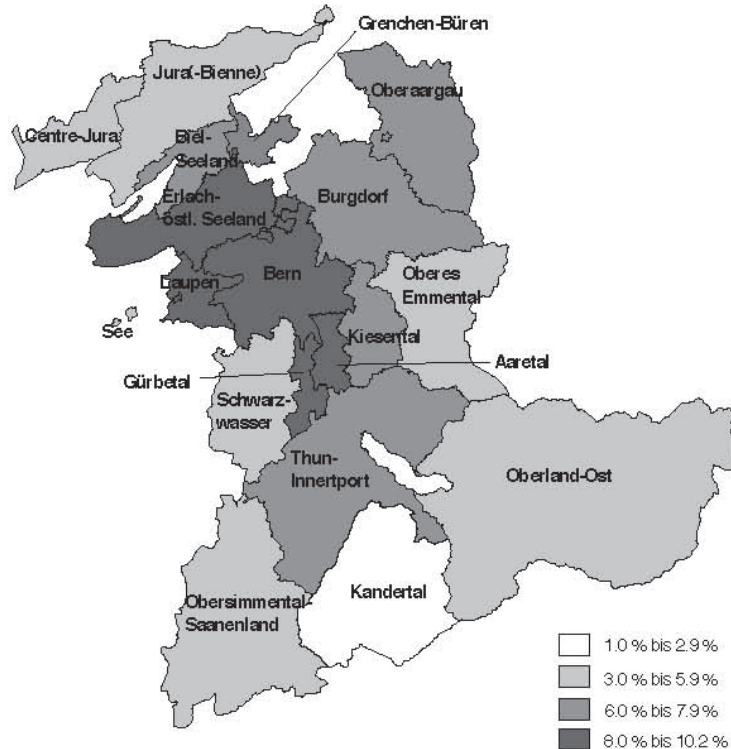 Grenchen-Büren
Jura(-Bienne)
Oberaargau
Centre-Jura
Biel-
Seeland
Erlach-
östl. Seeland
Burgdorf
Laupen
Bern
Oberes
Emmental
See
Kiesental
Gürbetal
Aaretal
Schwarz-
wasser
Thun-
Innertport
Oberland-Ost
Obersimmental-
Saanenland
Kandertal
1.0 % bis 2.9 %
3.0 % bis 5.9 %
6.0 % bis 7.9 %
8.0 % bis 10.2 %